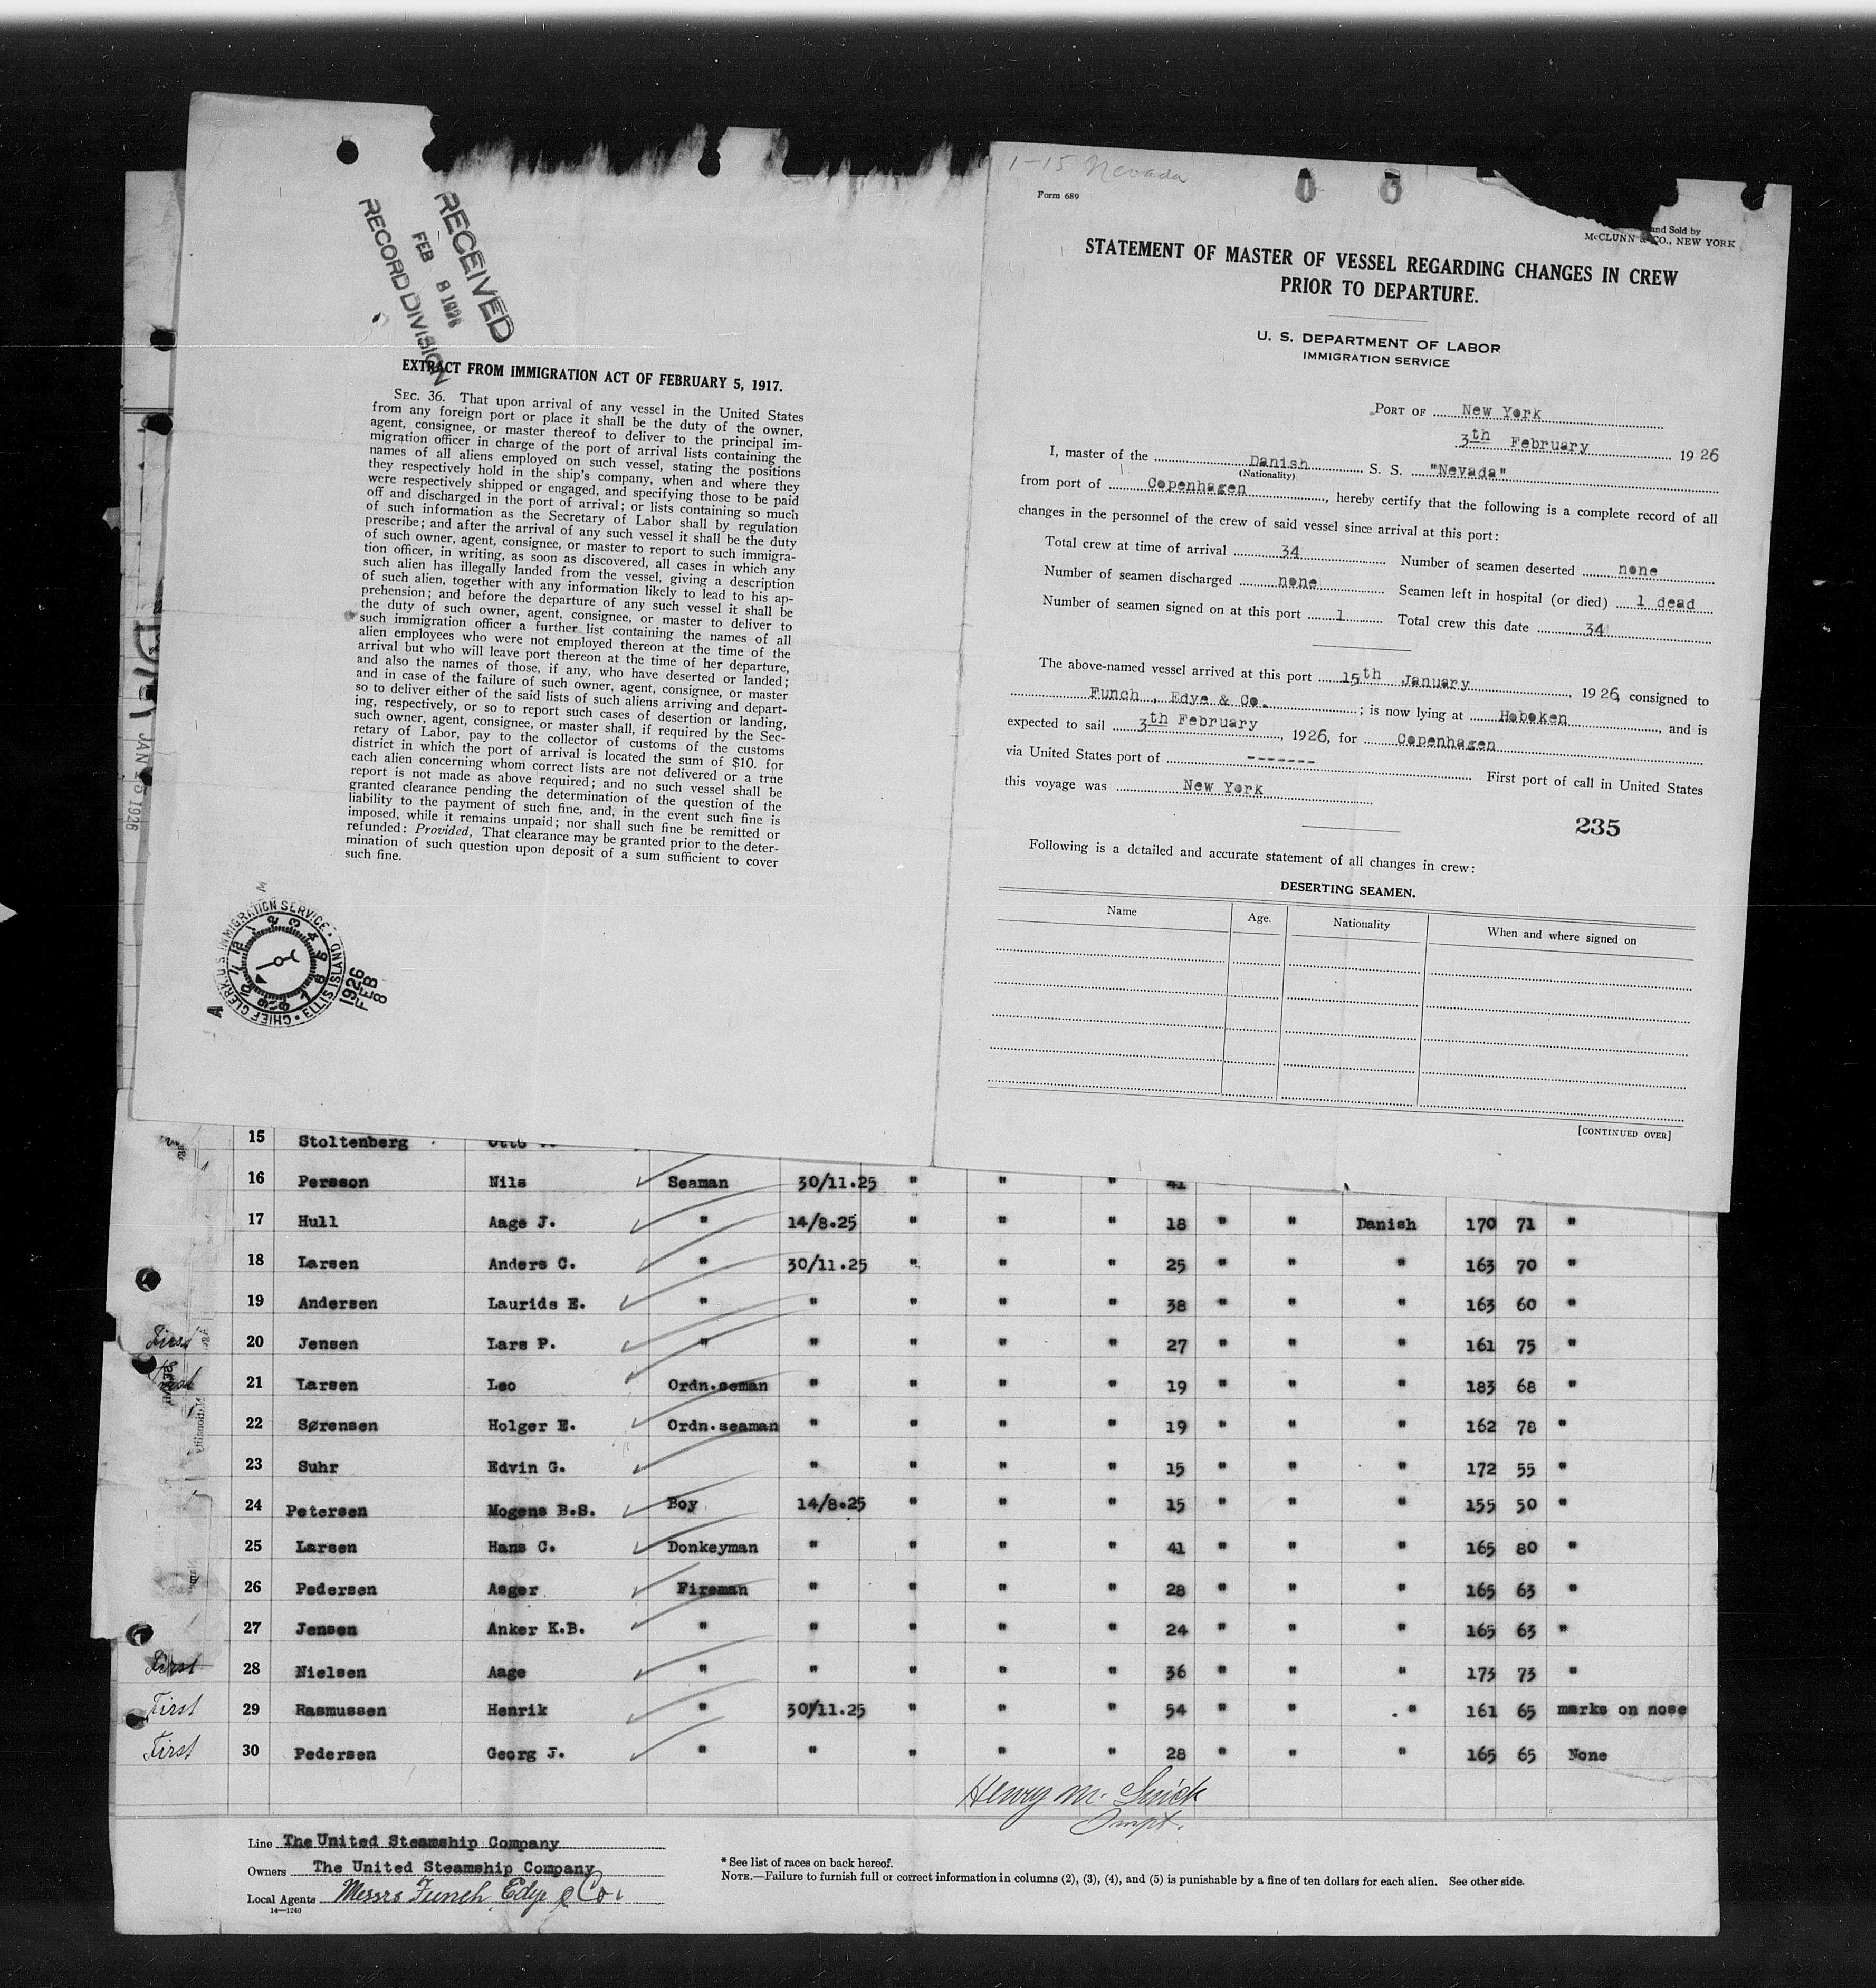 RECEIVED
FEB 8 1926
RECORD DIVISION
EXTRACT FROM IMMIGRATION ACT OF FEBRUARY 5, 1917.
SEC. 36. That upon arrival of any vessel in the United States
from any foreign port or place it shall be the duty of the owner,
agent, consignee, or master thereof to deliver to the principal im-
migration officer in charge of the port of arrival lists containing the
names of all aliens employed on such vessel, stating the positions
they respectively hold in the ship's company, when and where they
were respectively shipped or engaged, and specifying those to be paid
off and discharged in the port of arrival; or lists containing so much
of such information as the Secretary of Labor shall by regulation
prescribe; and after the arrival of any such vessel it shall be the duty
of such owner, agent, consignee, or master to report to such immigra-
tion officer, in writing, as soon as discovered, all cases in which any
such alien has illegally landed from the vessel, giving a description
of such alien, together with any information likely to lead to his ap-
prehension; and before the departure of any such vessel it shall be
the duty of such owner, agent, consignee, or master to deliver to
such immigration officer a further list containing the names of all
alien employees who were not employed thereon at the time of the
arrival but who will leave port thereon at the time of her departure,
and also the names of those, if any, who have deserted or landed;
and in case of the failure of such owner, agent, consignee, or master
so to deliver either of the said lists of such aliens arriving and depart-
ing, respectively, or so to report such cases of desertion or landing,
such owner, agent, consignee, or master shall, if required by the Sec-
retary of Labor, pay to the collector of customs of the customs
district in which the port of arrival is located the sum of $10. for
each alien concerning whom correct lists are not delivered or a true
report is not made as above required; and no such vessel shall be
granted clearance pending the determination of the question of the
liability to the payment of such fine, and, in the event such fine is
imposed, while it remains unpaid; nor shall such fine be remitted or
refunded: Provided, That clearance may be granted prior to the deter-
mination of such question upon deposit of a sum sufficient to cover
such fine.
CHIEF CLERK, U.S. IMMIGRATION SERVICE • ELLIS ISLAND •
1 2 3 4 5 6 7 8 9 10 11 12
1926
FEB
8
JAN 15 1926
1-15 Nevada
Form 689
and Sold by
McCLUNN & CO., NEW YORK
STATEMENT OF MASTER OF VESSEL REGARDING CHANGES IN CREW
PRIOR TO DEPARTURE.
U. S. DEPARTMENT OF LABOR
IMMIGRATION SERVICE
PORT OF New York
3th February 1926
I, master of the Danish S. S. "Nevada"
(Nationality)
from port of Copenhagen, hereby certify that the following is a complete record of all
changes in the personnel of the crew of said vessel since arrival at this port:
Total crew at time of arrival 34 Number of seamen deserted none
Number of seamen discharged none Seamen left in hospital (or died) 1 dead
Number of seamen signed on at this port 1 Total crew this date 34
The above-named vessel arrived at this port 15th January, 1926, consigned to
Funch, Edye & Co.; is now lying at Hoboken, and is
expected to sail 3th February, 1926, for Copenhagen
via United States port of ------- First port of call in United States
this voyage was New York
235
Following is a detailed and accurate statement of all changes in crew:
DESERTING SEAMEN.
Name Age. Nationality When and where signed on
[CONTINUED OVER]
15 Stoltenberg Otto
16 Persson Nils Seaman 30/11.25 " " " 41
17 Hull Aage J. " 14/8.25 " " " 18 " " Danish 170 71 "
18 Larsen Anders C. " 30/11.25 " " " 25 " " " 163 70 "
19 Andersen Laurids E. " " " " " 38 " " " 163 60 "
First 20 Jensen Lars P. " " " " " 27 " " " 161 75 "
First 21 Larsen Leo Ordn.seman " " " " 19 " " " 183 68 "
22 Sørensen Holger E. Ordn.seaman " " " " 19 " " " 162 78 "
23 Suhr Edvin G. " " " " 15 " " " 172 55 "
24 Petersen Mogens B.S. Boy 14/8.25 " " " 15 " " " 155 50 "
25 Larsen Hans C. Donkeyman " " " " 41 " " " 165 80 "
26 Pedersen Asger Fireman " " " " 28 " " " 165 63 "
27 Jensen Anker K.B. " " " " " 24 " " " 165 63 "
First 28 Nielsen Aage " " " " " 36 " " " 173 73 "
First 29 Rasmussen Henrik " 30/11.25 " " " 54 " " " 161 65 marks on nose
First 30 Pedersen Georg J. " " " " " 28 " " " 165 65 None
Henry M.
Line The United Steamship Company
Owners The United Steamship Company
Local Agents Messrs Funch, Edye & Co.
14—1240
* See list of races on back hereof.
NOTE.—Failure to furnish full or correct information in columns (2), (3), (4), and (5) is punishable by a fine of ten dollars for each alien. See other side.